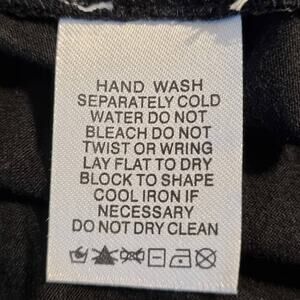 HAND WASH
SEPARATELY COLD
WATER DO NOT
BLEACH DO NOT
TWIST OR WRING
LAY FLAT TO DRY
BLOCK TO SHAPE
COOL IRON IF
NECESSARY
DO NOT DRY CLEAN